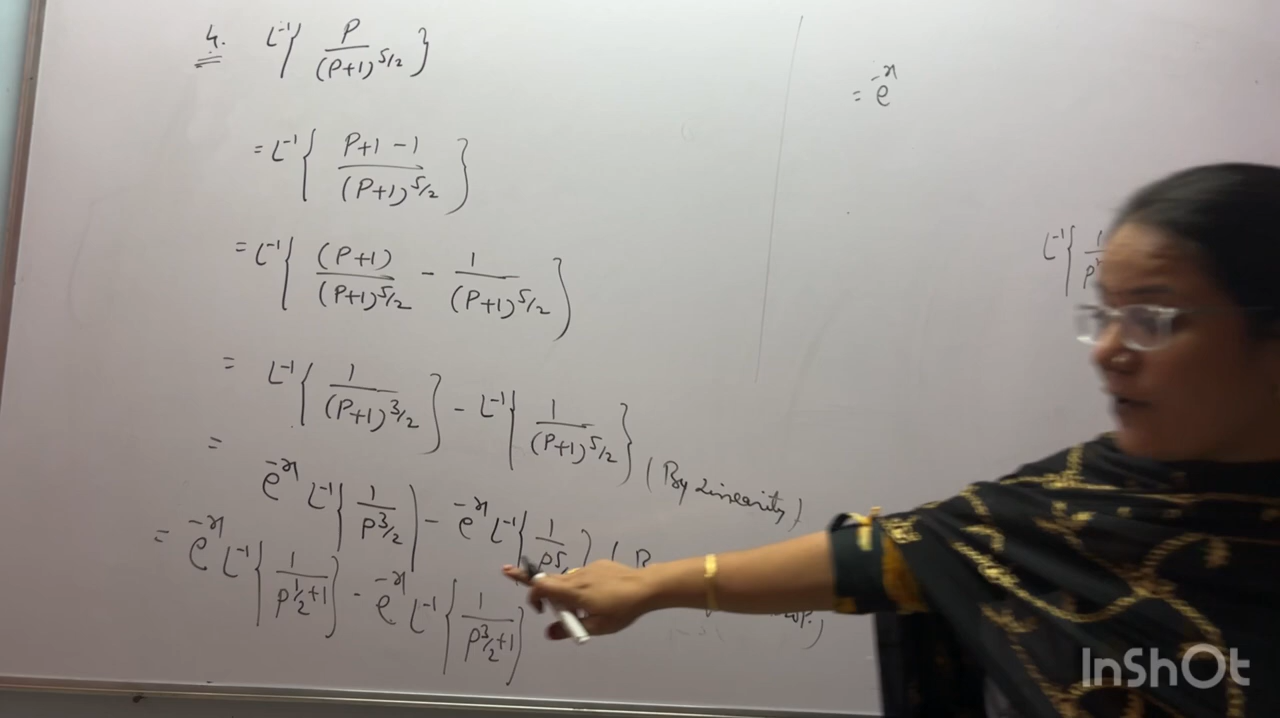 4. L⁻¹{ P / (P+1)^5/2 }
= L⁻¹{ P+1 -1 / (P+1)^5/2 }
= L⁻¹{ (P+1) / (P+1)^5/2 - 1 / (P+1)^5/2 }
= L⁻¹{ 1 / (P+1)^3/2 } - L⁻¹{ 1 / (P+1)^5/2 } (By Linearity)
= e^-x L⁻¹{ 1 / P^3/2 } - e^-x L⁻¹{ 1 / P^5/
= e^-x L⁻¹{ 1 / P^1/2+1 } - e^-x L⁻¹{ 1 / P^3/2+1 }
= e^-x
L⁻¹{ 1 / P
InShOt